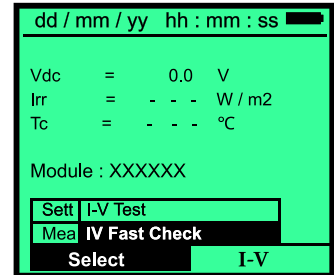 dd / mm / yy hh : mm : ss
Vdc = 0.0 V
Irr = - - - W / m2
Tc = - - - ℃
Module : XXXXXX
Sett I-V Test
Mea IV Fast Check
Select I-V